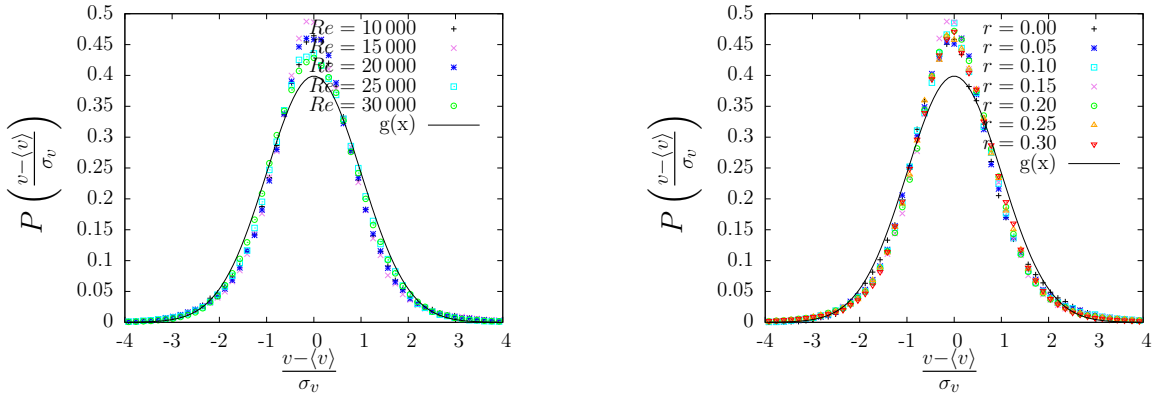 0.5
0.45
0.4
0.35
0.3
0.25
0.2
0.15
0.1
0.05
0
-4 -3 -2 -1 0 1 2 3 4
P ( v−⟨v⟩ / σv )
v−⟨v⟩
σv
Re = 10 000
Re = 15 000
Re = 20 000
Re = 25 000
Re = 30 000
g(x)
0.5
0.45
0.4
0.35
0.3
0.25
0.2
0.15
0.1
0.05
0
-4 -3 -2 -1 0 1 2 3 4
P ( v−⟨v⟩ / σv )
v−⟨v⟩
σv
r = 0.00
r = 0.05
r = 0.10
r = 0.15
r = 0.20
r = 0.25
r = 0.30
g(x)